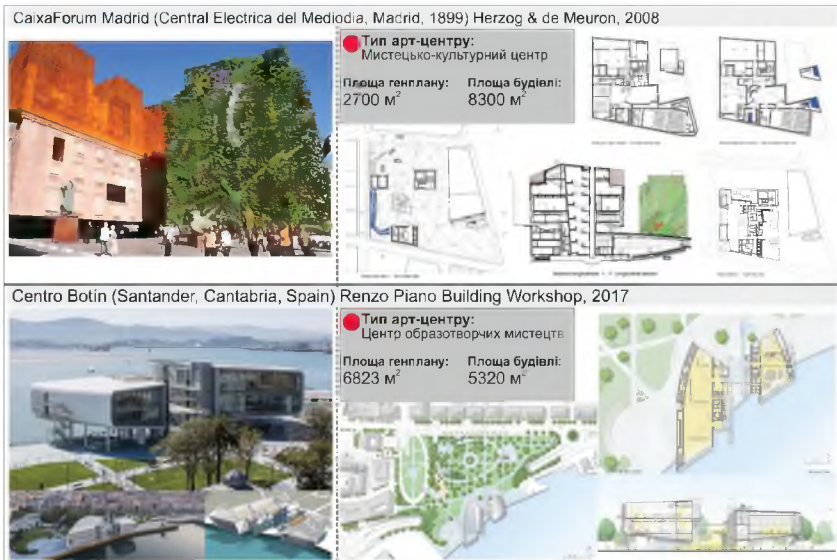 CaixaForum Madrid (Central Electrica del Mediodia, Madrid, 1899) Herzog & de Meuron, 2008
Тип арт-центру:
Мистецько-культурний центр
Площа генплану: Площа будівлі:
2700 м² 8300 м²
Centro Botín (Santander, Cantabria, Spain) Renzo Piano Building Workshop, 2017
Тип арт-центру:
Центр образотворчих мистецтв
Площа генплану: Площа будівлі:
6823 м² 5320 м²